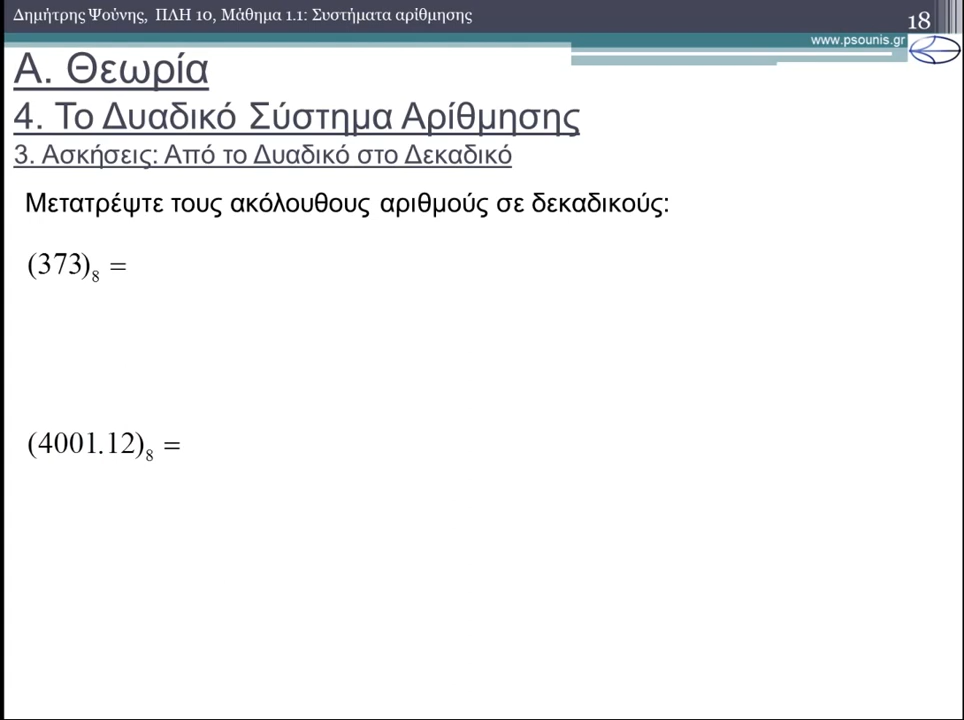 Δημήτρης Ψούνης, ΠΛΗ 10, Μάθημα 1.1: Συστήματα αρίθμησης
18
www.psounis.gr
Α. Θεωρία
4. Το Δυαδικό Σύστημα Αρίθμησης
3. Ασκήσεις: Από το Δυαδικό στο Δεκαδικό
Μετατρέψτε τους ακόλουθους αριθμούς σε δεκαδικούς:
(373)₈ =
(4001.12)₈ =